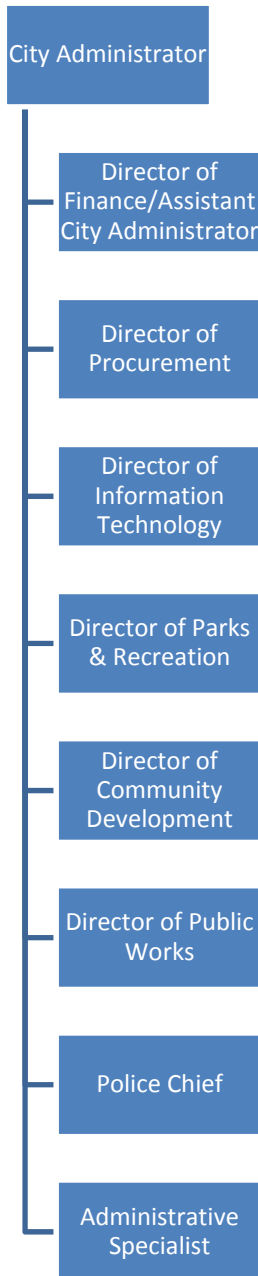 City Administrator
Director of
Finance/Assistant
City Administrator
Director of
Procurement
Director of
Information
Technology
Director of Parks
& Recreation
Director of
Community
Development
Director of Public
Works
Police Chief
Administrative
Specialist